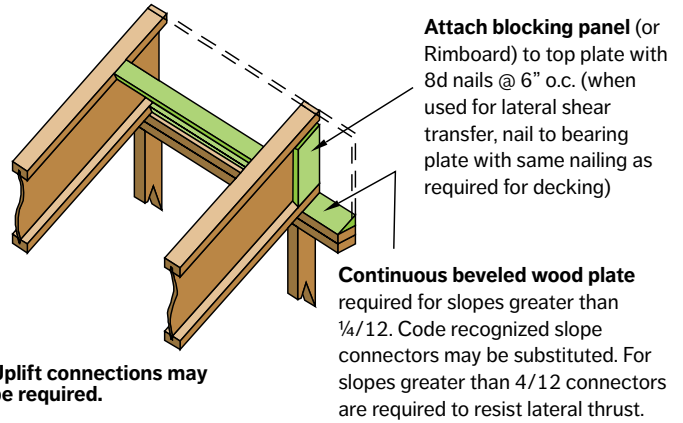 Attach blocking panel (or
Rimboard) to top plate with
8d nails @ 6” o.c. (when
used for lateral shear
transfer, nail to bearing
plate with same nailing as
required for decking)
Continuous beveled wood plate
required for slopes greater than
¼/12. Code recognized slope
connectors may be substituted. For
slopes greater than 4/12 connectors
are required to resist lateral thrust.
Uplift connections may
be required.